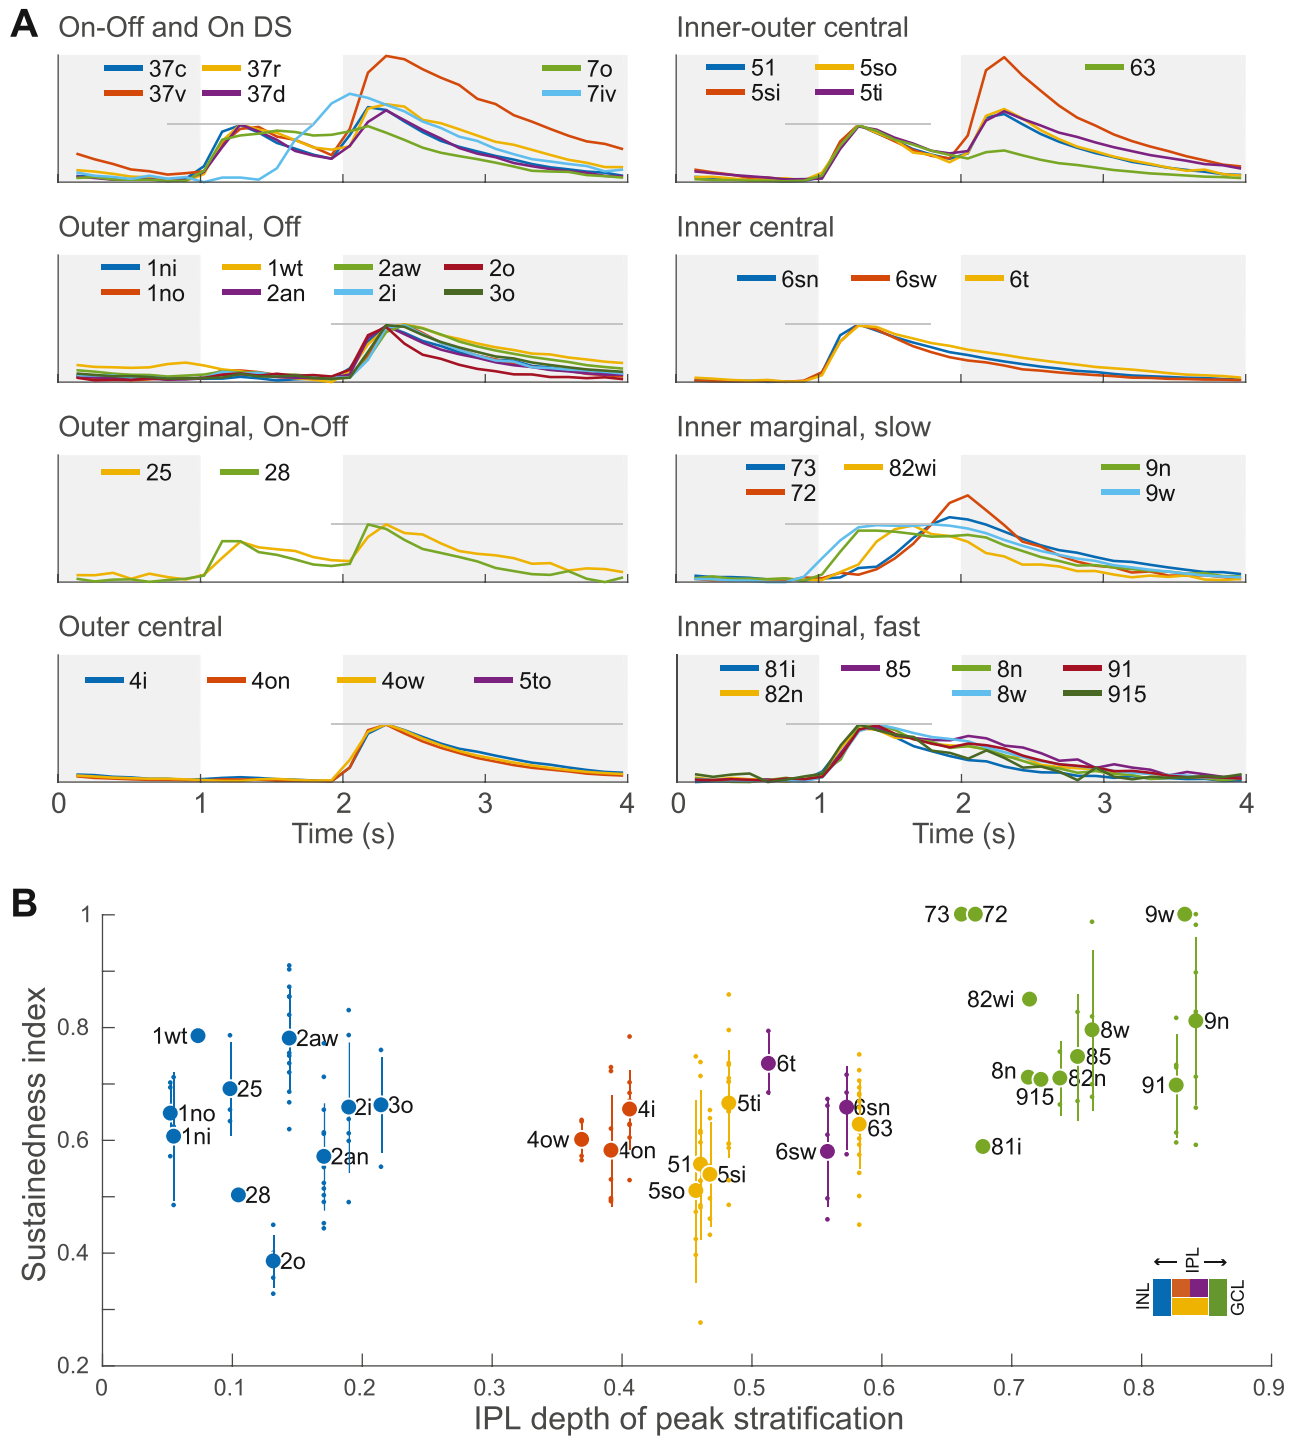 A
On-Off and On DS
37c 37r 7o
37v 37d 7iv
Inner-outer central
51 5so 63
5si 5ti
Outer marginal, Off
1ni 1wt 2aw 2o
1no 2an 2i 3o
Inner central
6sn 6sw 6t
Outer marginal, On-Off
25 28
Inner marginal, slow
73 82wi 9n
72 9w
Outer central
4i 4on 4ow 5to
0 1 2 3 4
Time (s)
Inner marginal, fast
81i 85 8n 91
82n 8w 915
0 1 2 3 4
Time (s)
B
Sustainedness index
1
0.8
0.6
0.4
0.2
73 72 9w
82wi
1wt 2aw 8w 9n
6t 85
25 8n 82n 91
915
1no 2i 3o 4i 5ti 6sn
1ni 63
4ow 4on 6sw 81i
2an 51 5si
28 5so
2o
IPL
INL GCL
0 0.1 0.2 0.3 0.4 0.5 0.6 0.7 0.8 0.9
IPL depth of peak stratification